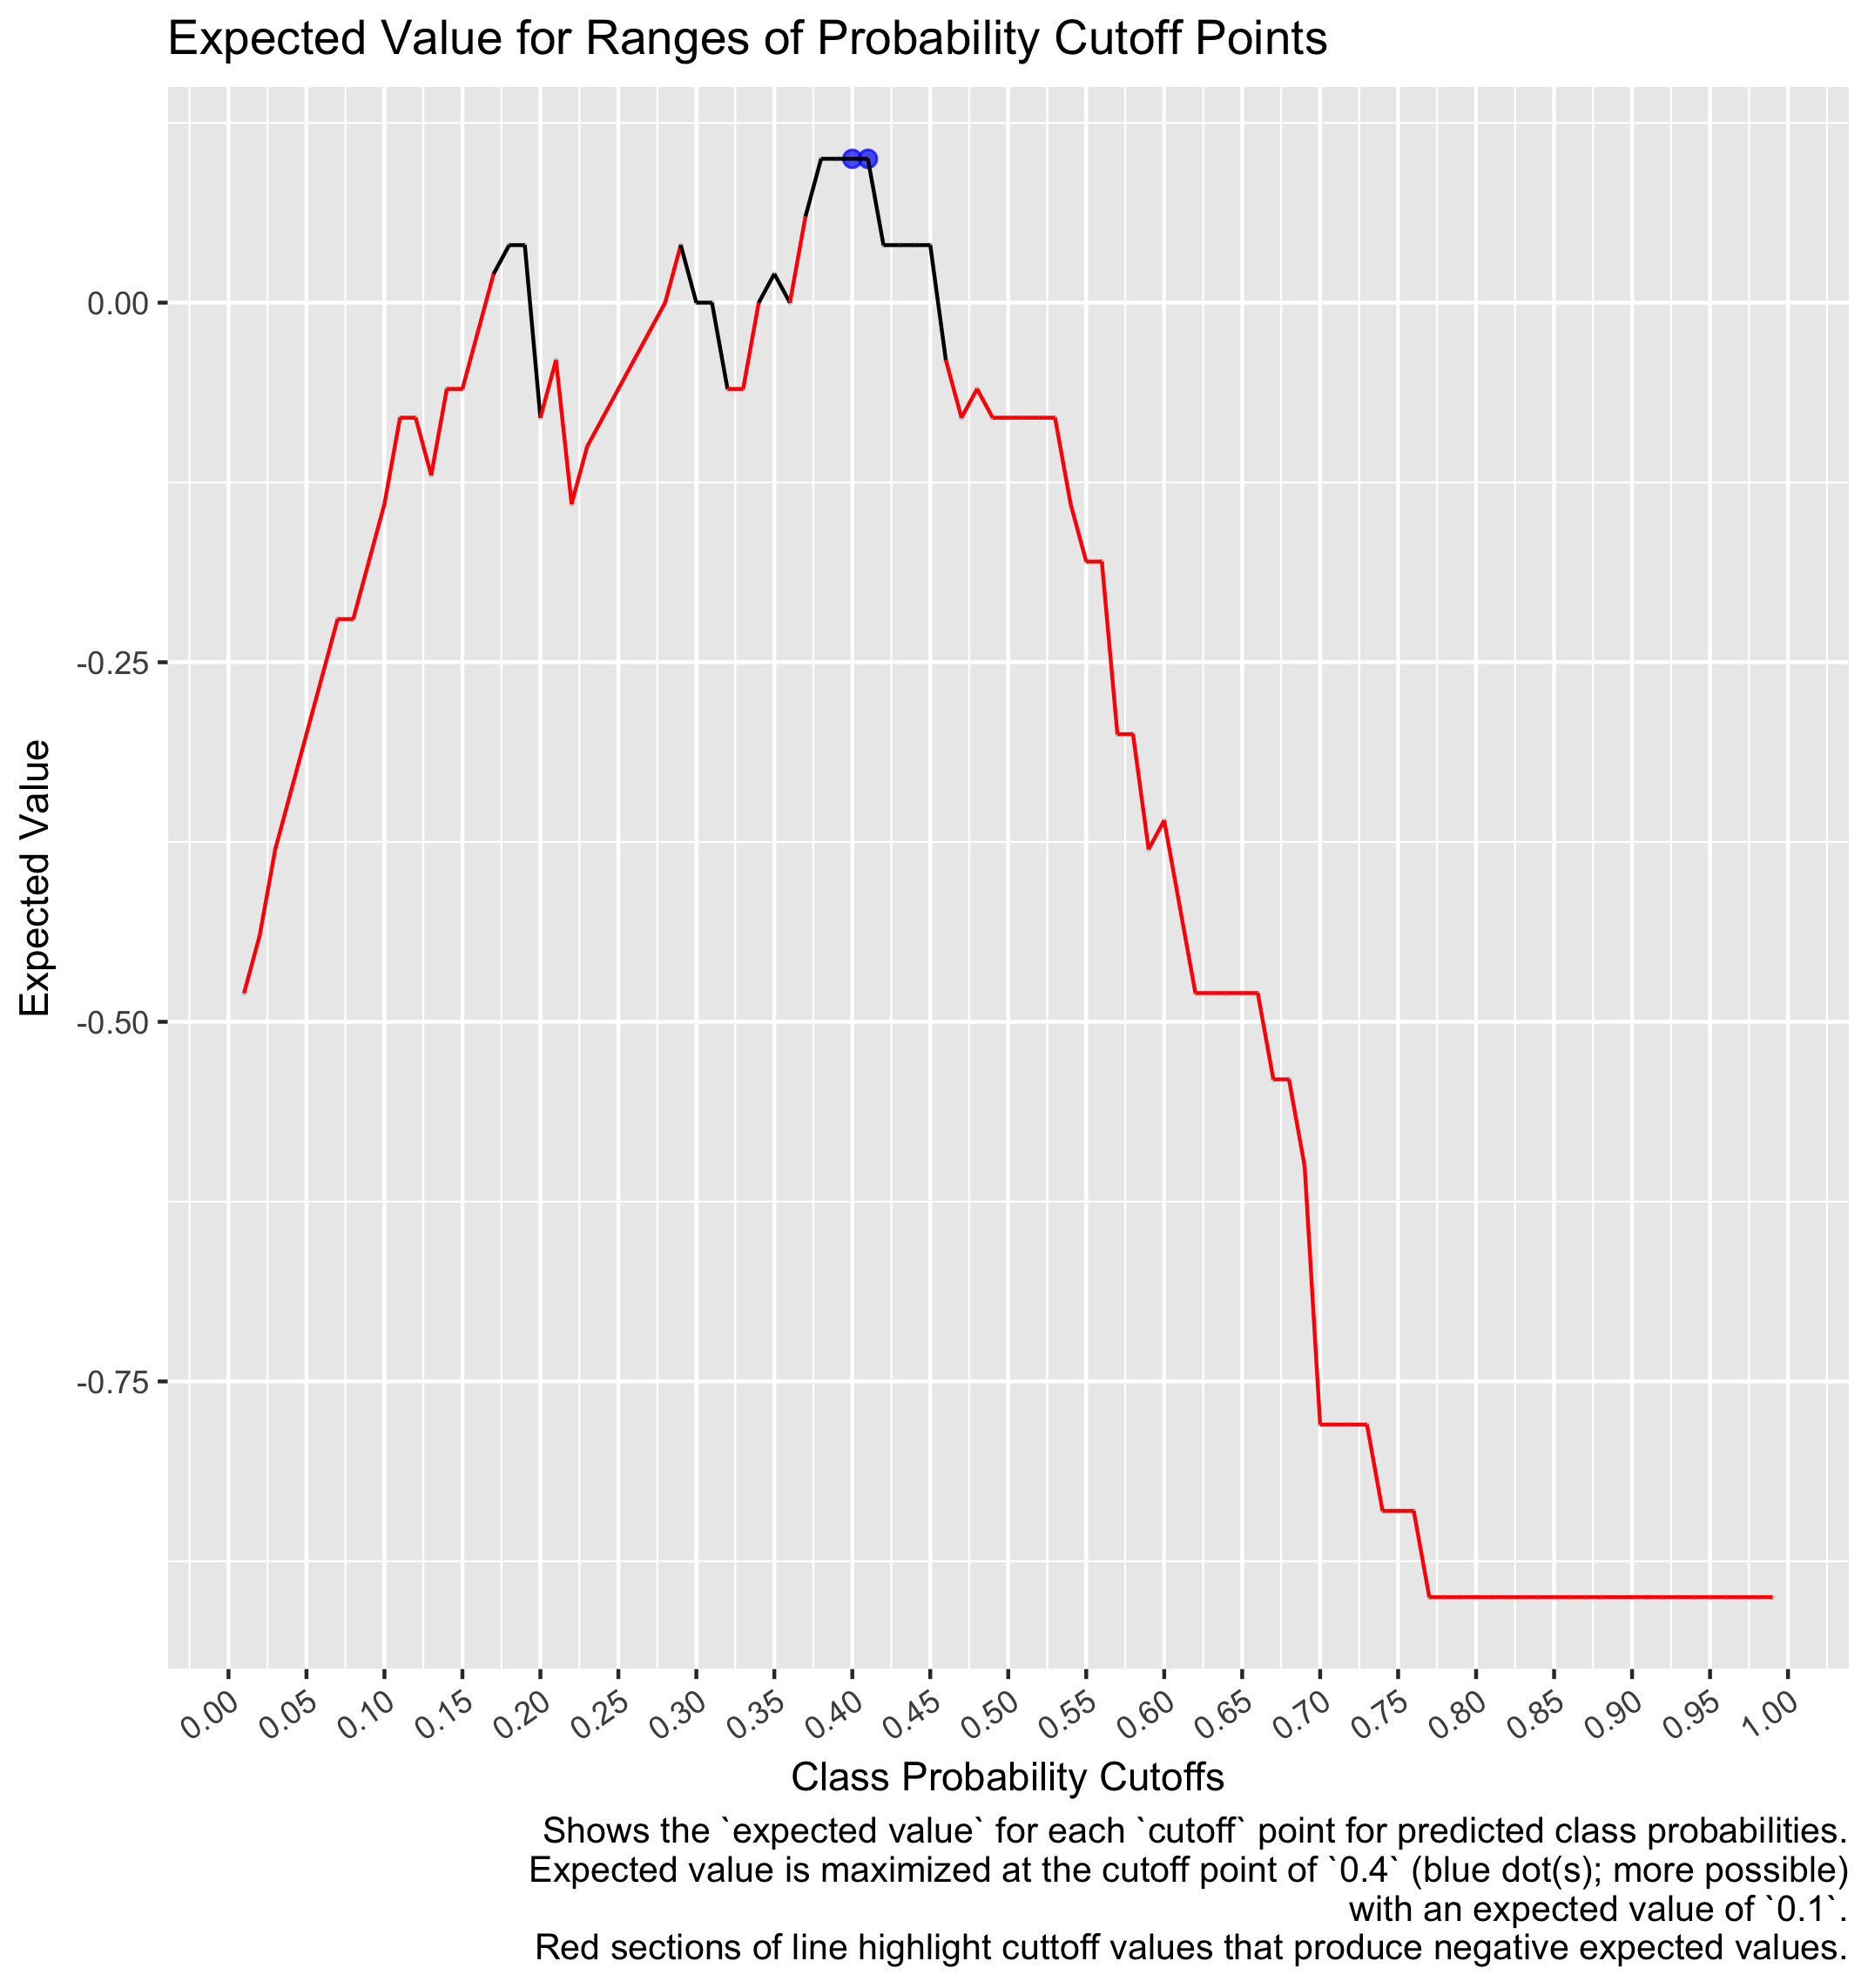 Expected Value for Ranges of Probability Cutoff Points
Expected Value
0.00
-0.25
-0.50
-0.75
0.00 0.05 0.10 0.15 0.20 0.25 0.30 0.35 0.40 0.45 0.50 0.55 0.60 0.65 0.70 0.75 0.80 0.85 0.90 0.95 1.00
Class Probability Cutoffs
Shows the `expected value` for each `cutoff` point for predicted class probabilities.
Expected value is maximized at the cutoff point of `0.4` (blue dot(s); more possible)
with an expected value of `0.1`.
Red sections of line highlight cuttoff values that produce negative expected values.